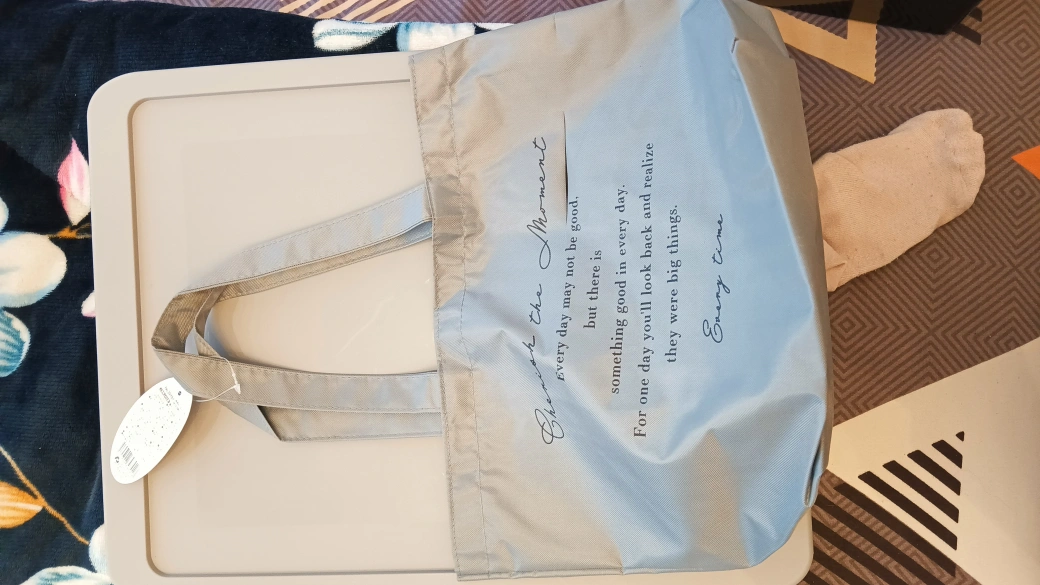 Cherish the Moment
Every day may not be good,
but there is
something good in every day.
For one day you'll look back and realize
they were big things.
Every time